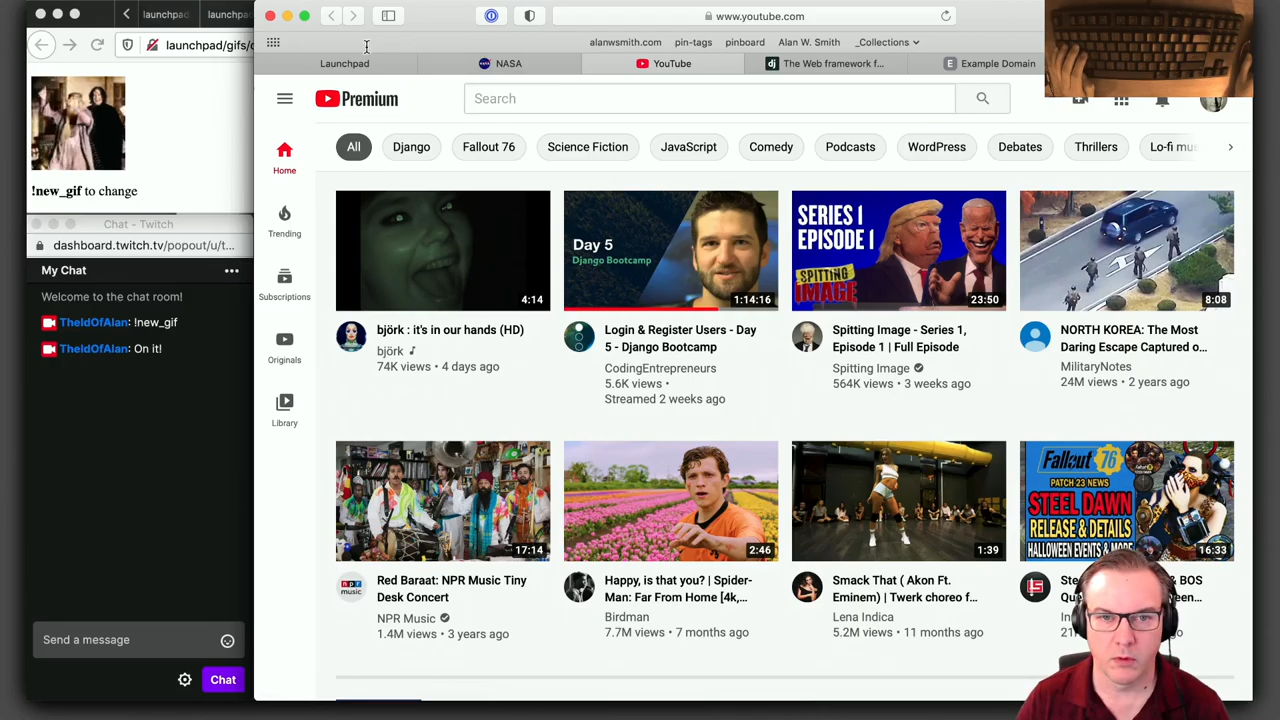 launchpad
launchpad
launchpad/gifs/
!new_gif to change
Chat - Twitch
dashboard.twitch.tv/popout/u/t...
My Chat
Welcome to the chat room!
TheIdOfAlan: !new_gif
TheIdOfAlan: On it!
Send a message
Chat
www.youtube.com
alanwsmith.com pin-tags pinboard Alan W. Smith _Collections
Launchpad NASA YouTube The Web framework f... Example Domain
Premium
Search
All Django Fallout 76 Science Fiction JavaScript Comedy Podcasts WordPress Debates Thrillers Lo-fi mu
Home
Trending
Subscriptions
Originals
Library
4:14
björk : it's in our hands (HD)
björk
74K views • 4 days ago
Day 5
Django Bootcamp
1:14:16
Login & Register Users - Day
5 - Django Bootcamp
CodingEntrepreneurs
5.6K views •
Streamed 2 weeks ago
SERIES 1
EPISODE 1
SPITTING
IMAGE
23:50
Spitting Image - Series 1,
Episode 1 | Full Episode
Spitting Image
564K views • 3 weeks ago
8:08
NORTH KOREA: The Most
Daring Escape Captured o...
MilitaryNotes
24M views • 2 years ago
17:14
npr
music
Red Baraat: NPR Music Tiny
Desk Concert
NPR Music
1.4M views • 3 years ago
2:46
Happy, is that you? | Spider-
Man: Far From Home [4k,...
Birdman
7.7M views • 7 months ago
1:39
Smack That ( Akon Ft.
Eminem) | Twerk choreo f...
Lena Indica
5.2M views • 11 months ago
Fallout 76
PATCH 23 NEWS
STEEL DAWN
RELEASE & DETAILS
HALLOWEEN EVENTS & MORE
16:33
Ste
BOS